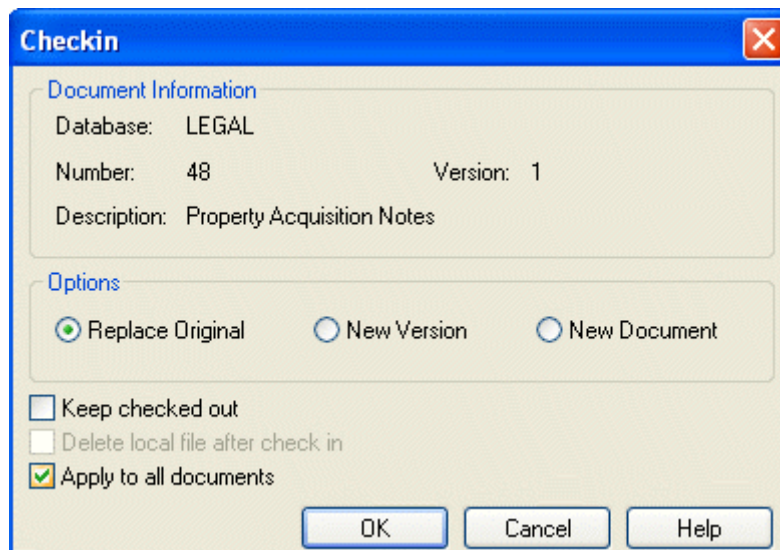 Checkin
Document Information
Database: LEGAL
Number: 48 Version: 1
Description: Property Acquisition Notes
Options
Replace Original New Version New Document
Keep checked out
Delete local file after check in
Apply to all documents
OK Cancel Help